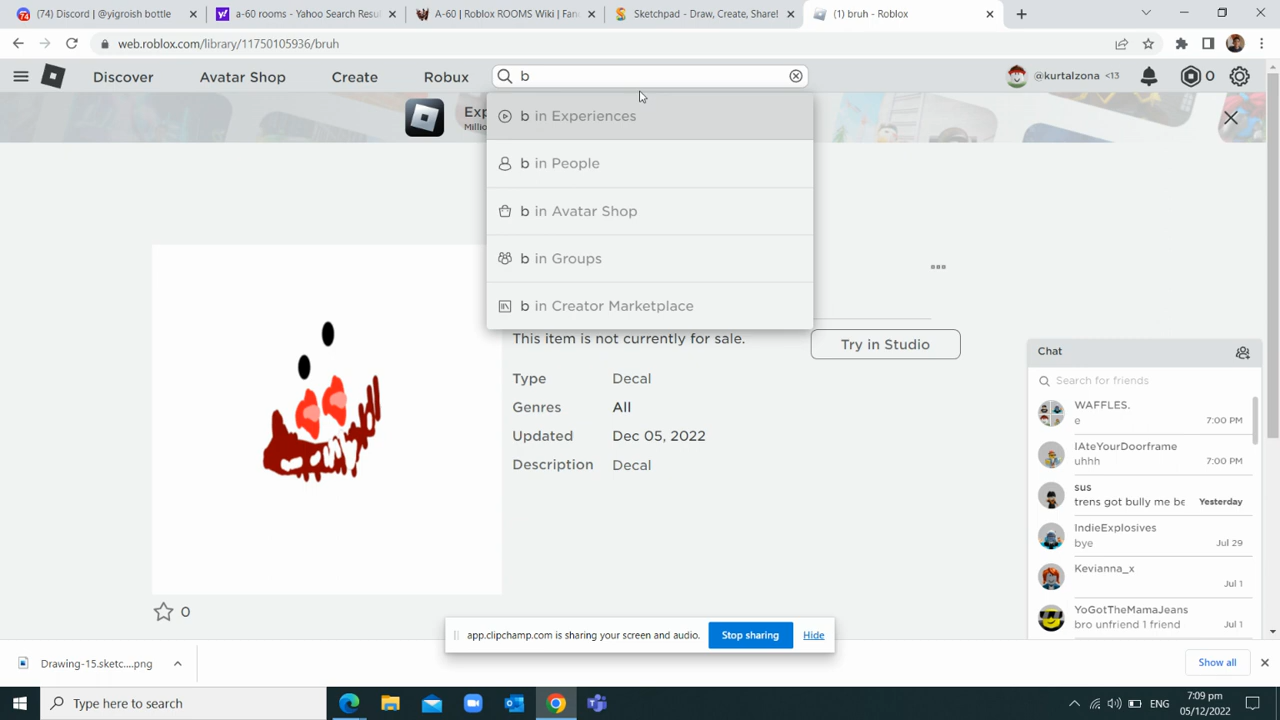 (74) Discord | @yigroish bottle
a-60 rooms - Yahoo Search Resul
A-60 | Roblox ROOMS Wiki | Fan
Sketchpad - Draw, Create, Share!
(1) bruh - Roblox
web.roblox.com/library/11750105936/bruh
Discover
Avatar Shop
Create
Robux
b
@kurtalzona <13
0
Exp
Million
b in Experiences
b in People
b in Avatar Shop
b in Groups
b in Creator Marketplace
This item is not currently for sale.
Try in Studio
Type Decal
Genres All
Updated Dec 05, 2022
Description Decal
0
Chat
Search for friends
WAFFLES.
e 7:00 PM
IAteYourDoorframe
uhhh 7:00 PM
sus
trens got bully me be Yesterday
IndieExplosives
bye Jul 29
Kevianna_x
Jul 1
YoGotTheMamaJeans
bro unfriend 1 friend Jul 1
app.clipchamp.com is sharing your screen and audio. Stop sharing Hide
Drawing-15.sketc....png
Show all
Type here to search
ENG
7:09 pm
05/12/2022